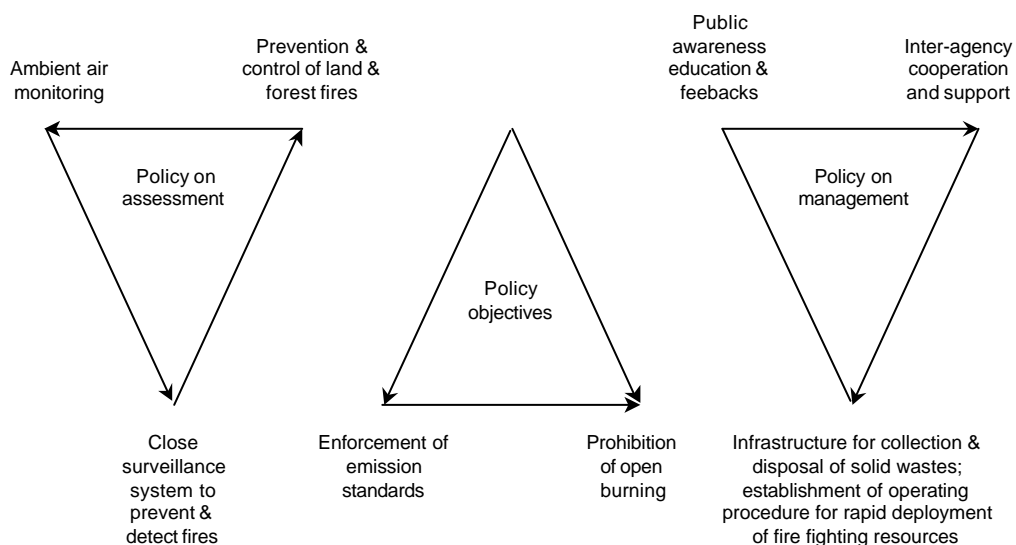 Ambient air
monitoring
Prevention &
control of land &
forest fires
Public
awareness
education &
feebacks
Inter-agency
cooperation
and support
Policy on
assessment
Policy
objectives
Policy on
management
Close
surveillance
system to
prevent &
detect fires
Enforcement of
emission
standards
Prohibition
of open
burning
Infrastructure for collection &
disposal of solid wastes;
establishment of operating
procedure for rapid deployment
of fire fighting resources